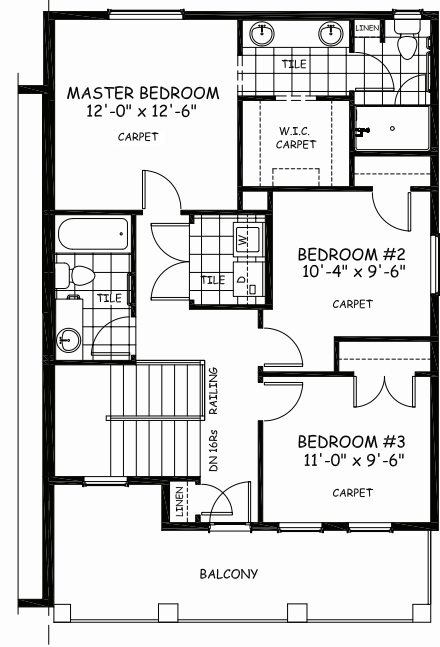 LINEN
TILE
MASTER BEDROOM
12'-0" x 12'-6"
CARPET
W.I.C.
CARPET
W
BEDROOM #2
10'-4" x 9'-6"
TILE
D
TILE
CARPET
RAILING
DN 16Rs
BEDROOM #3
11'-0" x 9'-6"
CARPET
LINEN
BALCONY